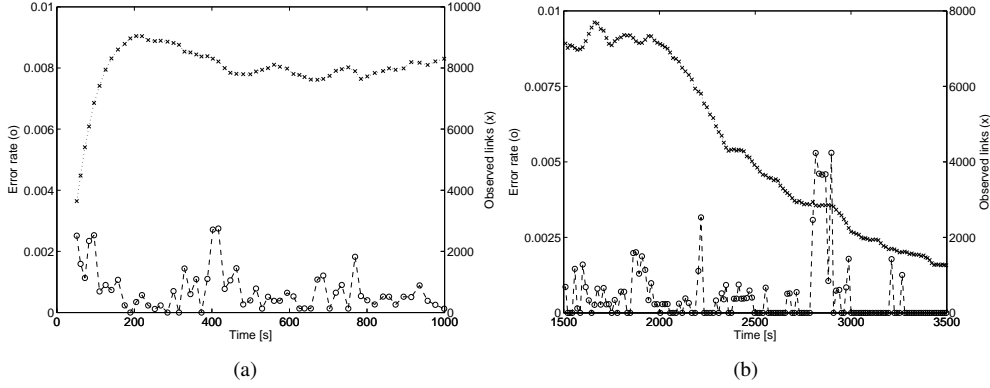 0.01
0.008
0.006
0.004
0.002
0
Error rate (o)
10000
8000
6000
4000
2000
0
Observed links (x)
0 200 400 600 800 1000
Time [s]
(a)
0.01
0.0075
0.005
0.0025
0
Error rate (o)
8000
6000
4000
2000
0
Observed links (x)
1500 2000 2500 3000 3500
Time [s]
(b)